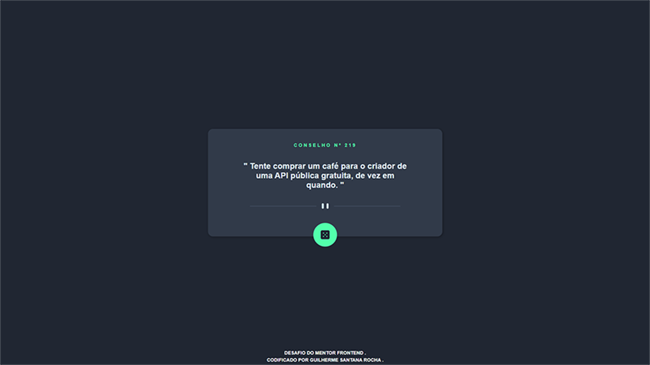 CONSELHO Nº 219
" Tente comprar um café para o criador de
uma API pública gratuita, de vez em
quando. "
DESAFIO DO MENTOR FRONTEND .
CODIFICADO POR GUILHERME SANTANA ROCHA .